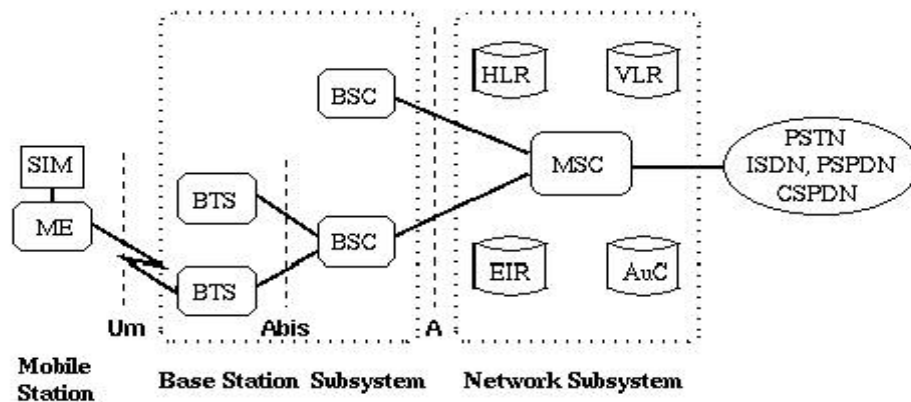 SIM
ME
BTS
BTS
BSC
BSC
HLR
VLR
MSC
EIR
AuC
PSTN
ISDN, PSPDN
CSPDN
Um
Abis
A
Mobile
Station
Base Station Subsystem
Network Subsystem